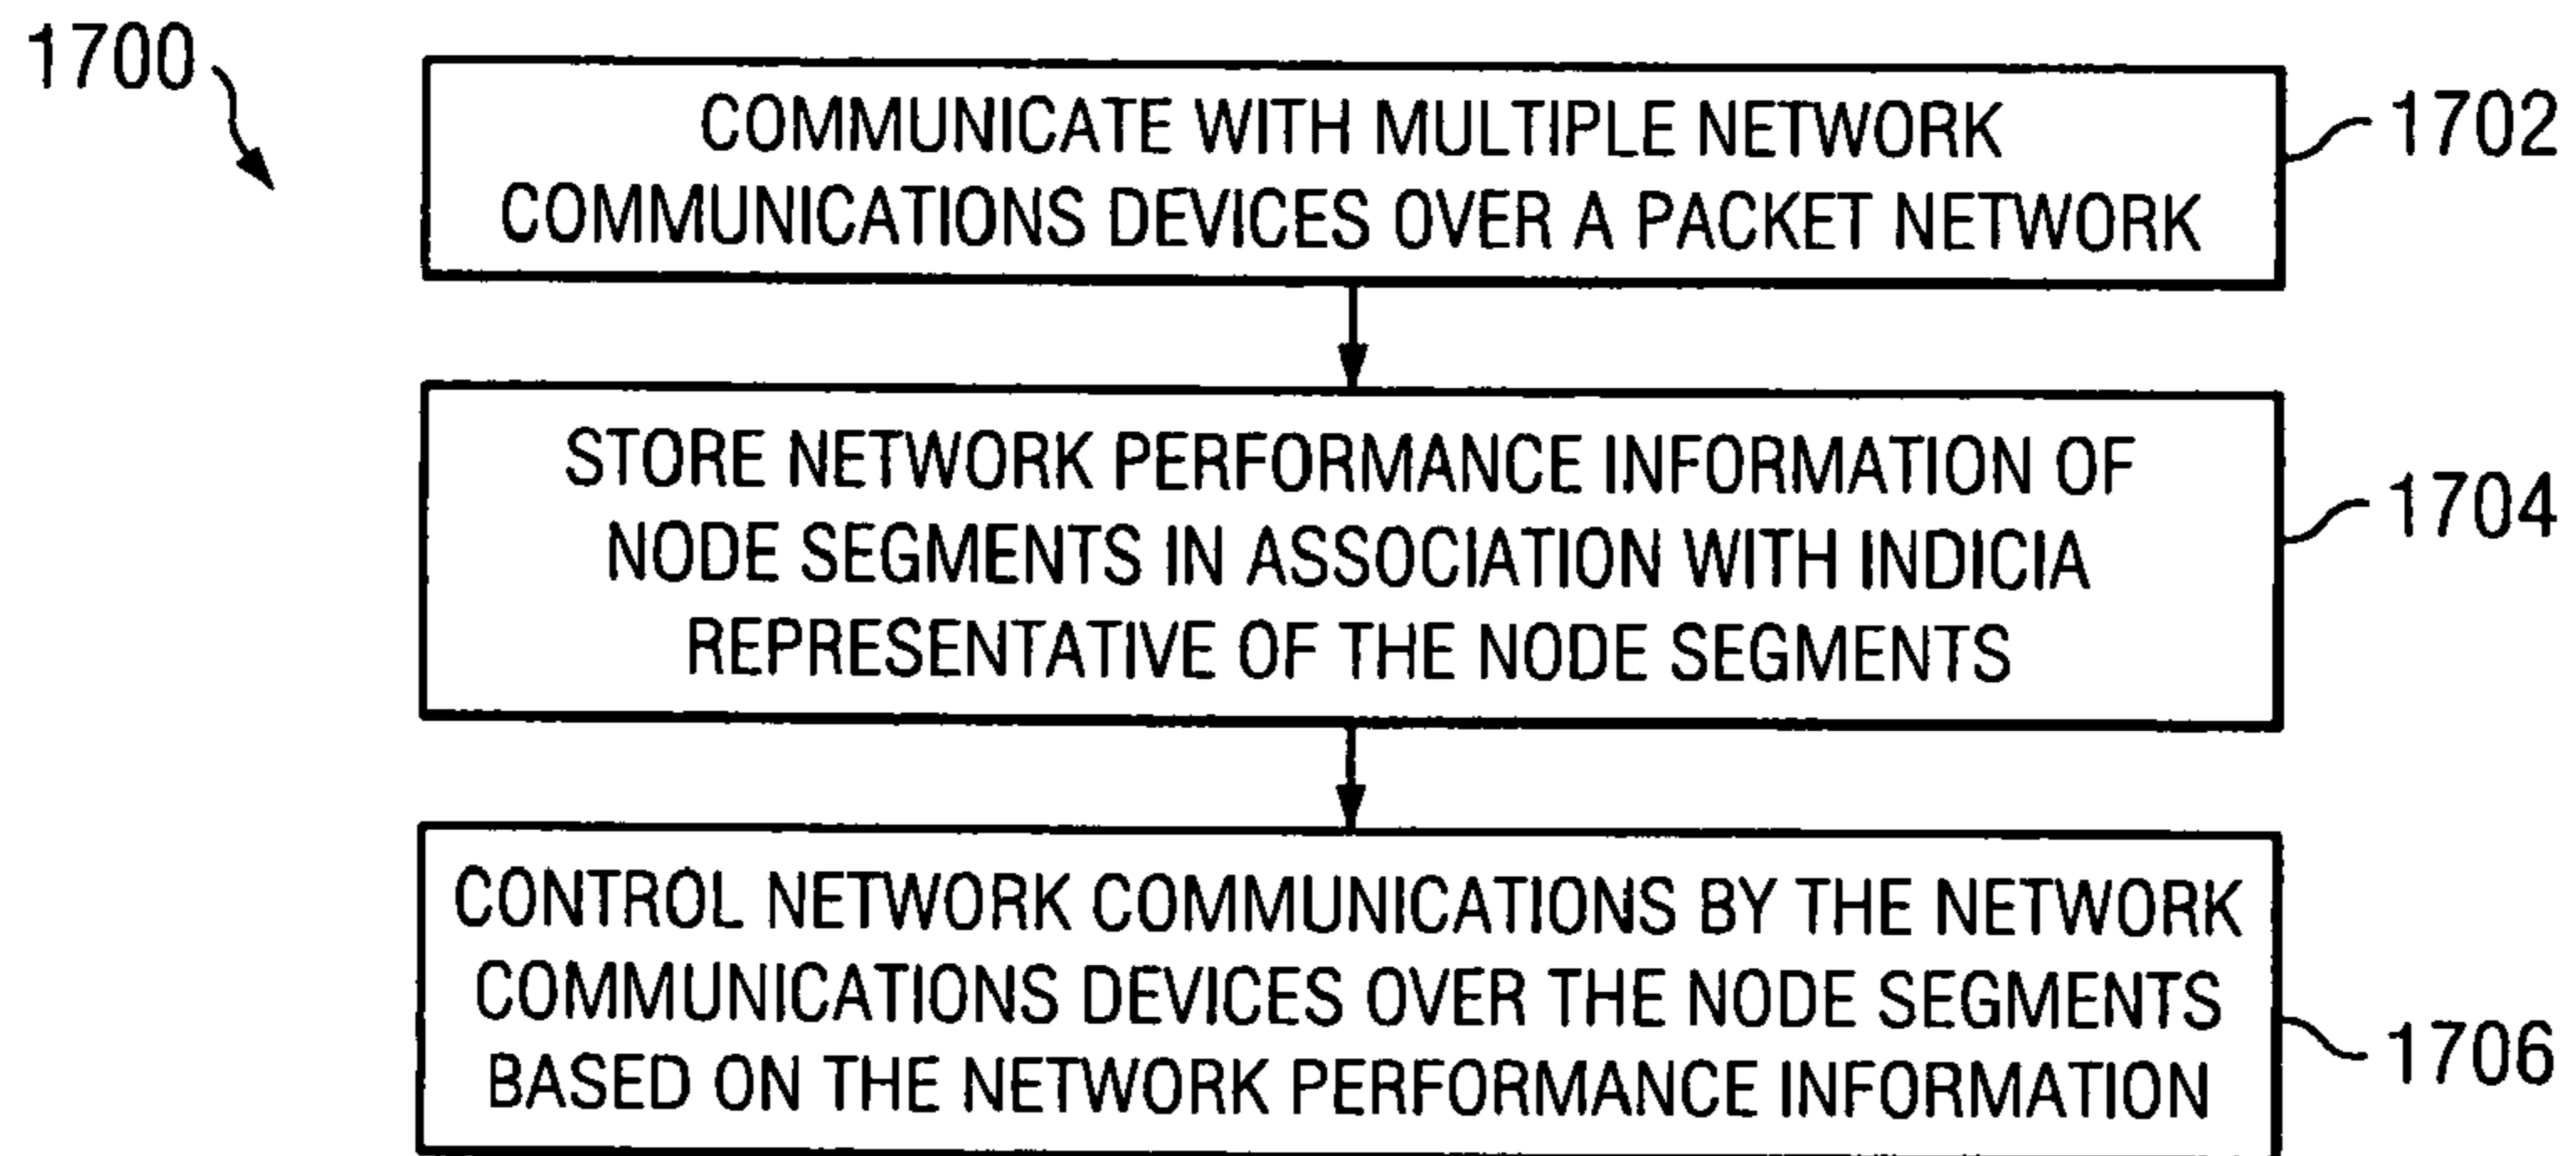 1700
COMMUNICATE WITH MULTIPLE NETWORK
COMMUNICATIONS DEVICES OVER A PACKET NETWORK
1702
STORE NETWORK PERFORMANCE INFORMATION OF
NODE SEGMENTS IN ASSOCIATION WITH INDICIA
REPRESENTATIVE OF THE NODE SEGMENTS
1704
CONTROL NETWORK COMMUNICATIONS BY THE NETWORK
COMMUNICATIONS DEVICES OVER THE NODE SEGMENTS
BASED ON THE NETWORK PERFORMANCE INFORMATION
1706